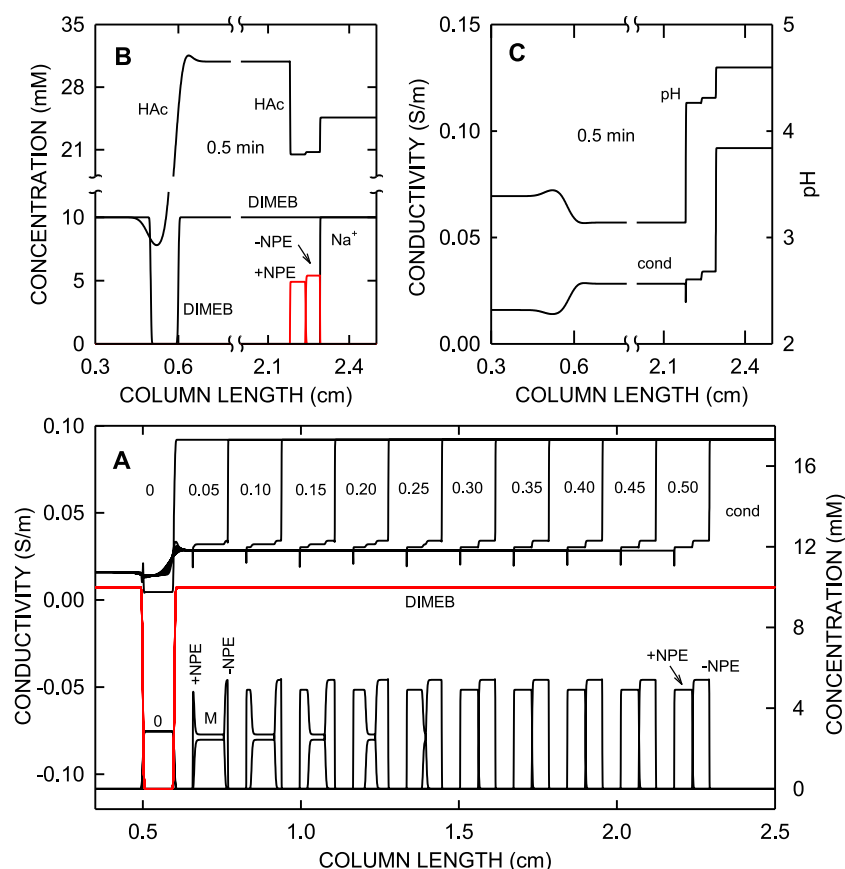 B
CONCENTRATION (mM)
35
31
27
21
10
5
0
HAc
HAc
0.5 min
DIMEB
-NPE
+NPE
Na+
DIMEB
0.3 0.6 2.1 2.4
COLUMN LENGTH (cm)
C
CONDUCTIVITY (S/m)
0.15
0.10
0.05
0.00
pH
0.5 min
cond
5
4
3
2
pH
0.3 0.6 2.1 2.4
COLUMN LENGTH (cm)
A
CONDUCTIVITY (S/m)
0.10
0.05
0.00
-0.05
-0.10
0 0.05 0.10 0.15 0.20 0.25 0.30 0.35 0.40 0.45 0.50
cond
DIMEB
+NPE
-NPE
+NPE
-NPE
0
M
16
12
8
4
0
CONCENTRATION (mM)
0.5 1.0 1.5 2.0 2.5
COLUMN LENGTH (cm)